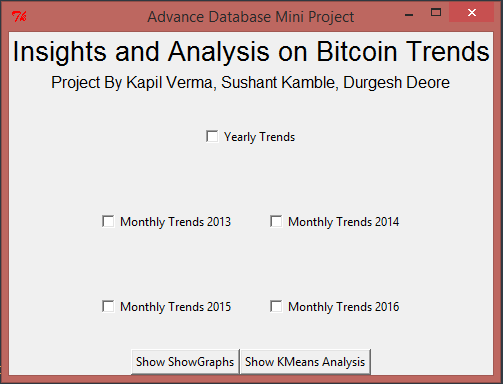 Advance Database Mini Project
Insights and Analysis on Bitcoin Trends
Project By Kapil Verma, Sushant Kamble, Durgesh Deore
Yearly Trends
Monthly Trends 2013 Monthly Trends 2014
Monthly Trends 2015 Monthly Trends 2016
Show ShowGraphs Show KMeans Analysis